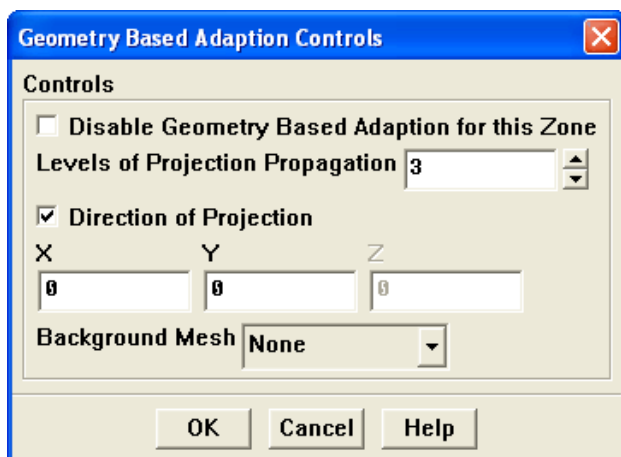 Geometry Based Adaption Controls
Controls
Disable Geometry Based Adaption for this Zone
Levels of Projection Propagation 3
Direction of Projection
X Y Z
0 0 0
Background Mesh None
OK Cancel Help